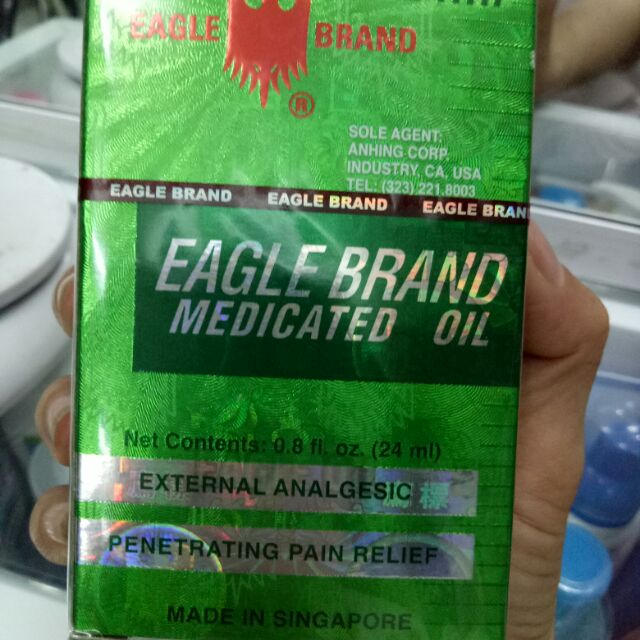 EAGLE BRAND
®
SOLE AGENT:
ANHING CORP.
INDUSTRY, CA, USA
TEL: (323) 221.8003
EAGLE BRAND EAGLE BRAND EAGLE BRAN
EAGLE BRAND
MEDICATED OIL
Net Contents: 0.8 fl. oz. (24 ml)
EXTERNAL ANALGESIC 標
PENETRATING PAIN RELIEF
MADE IN SINGAPORE